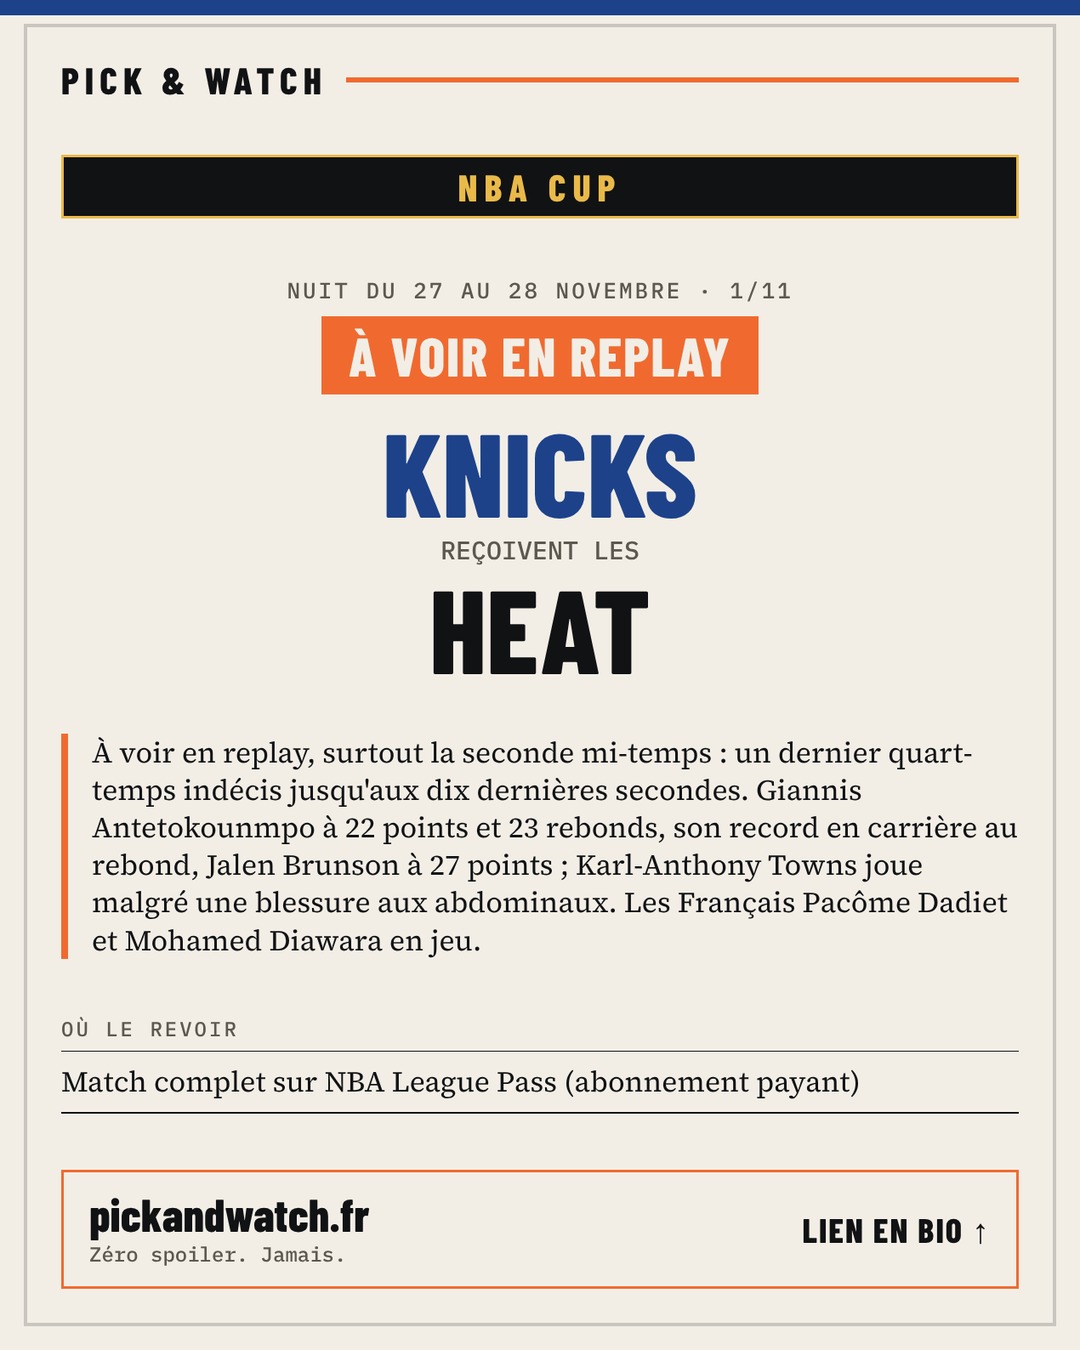 PICK & WATCH
NBA CUP
NUIT DU 27 AU 28 NOVEMBRE · 1/11
À VOIR EN REPLAY
KNICKS
REÇOIVENT LES
HEAT
À voir en replay, surtout la seconde mi-temps : un dernier quart-
temps indécis jusqu'aux dix dernières secondes. Giannis
Antetokounmpo à 22 points et 23 rebonds, son record en carrière au
rebond, Jalen Brunson à 27 points ; Karl-Anthony Towns joue
malgré une blessure aux abdominaux. Les Français Pacôme Dadiet
et Mohamed Diawara en jeu.
OÙ LE REVOIR
Match complet sur NBA League Pass (abonnement payant)
pickandwatch.fr
Zéro spoiler. Jamais.
LIEN EN BIO ↑